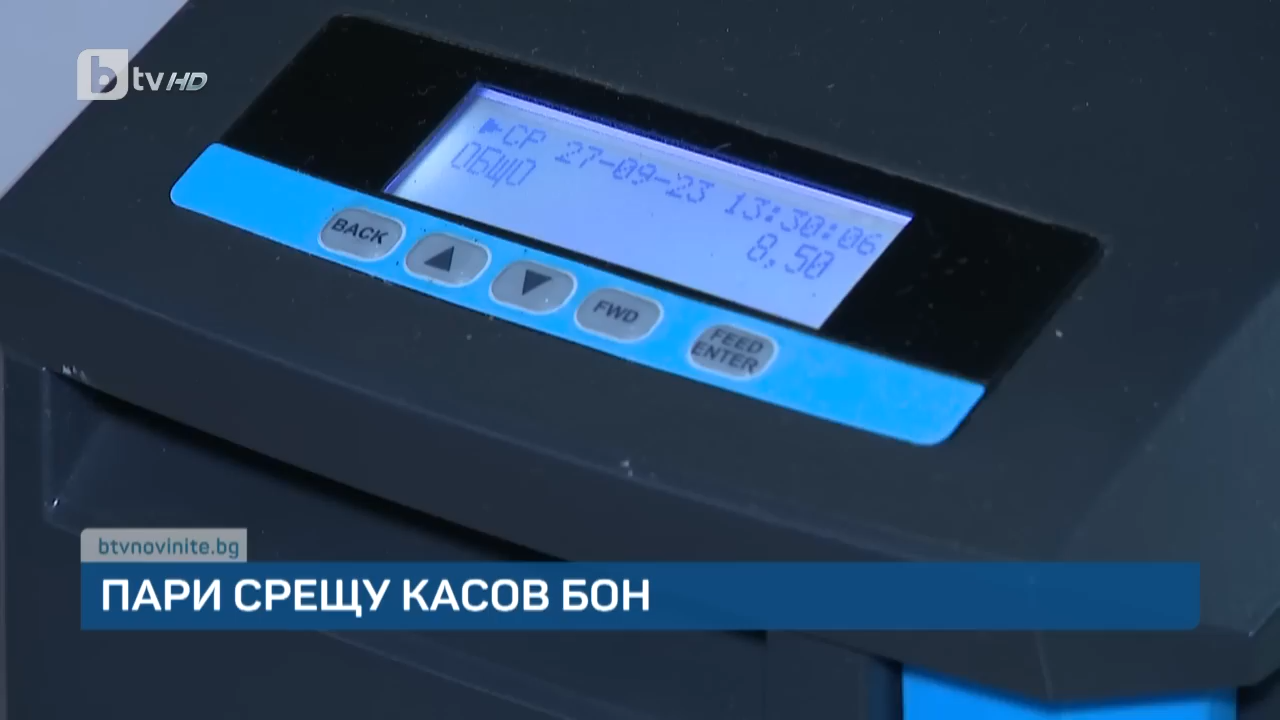 btv HD
СР 27-09-23 13:30:06
ОБЩО 8,50
BACK
FWD
FEED
ENTER
btvnovinite.bg
ПАРИ СРЕЩУ КАСОВ БОН